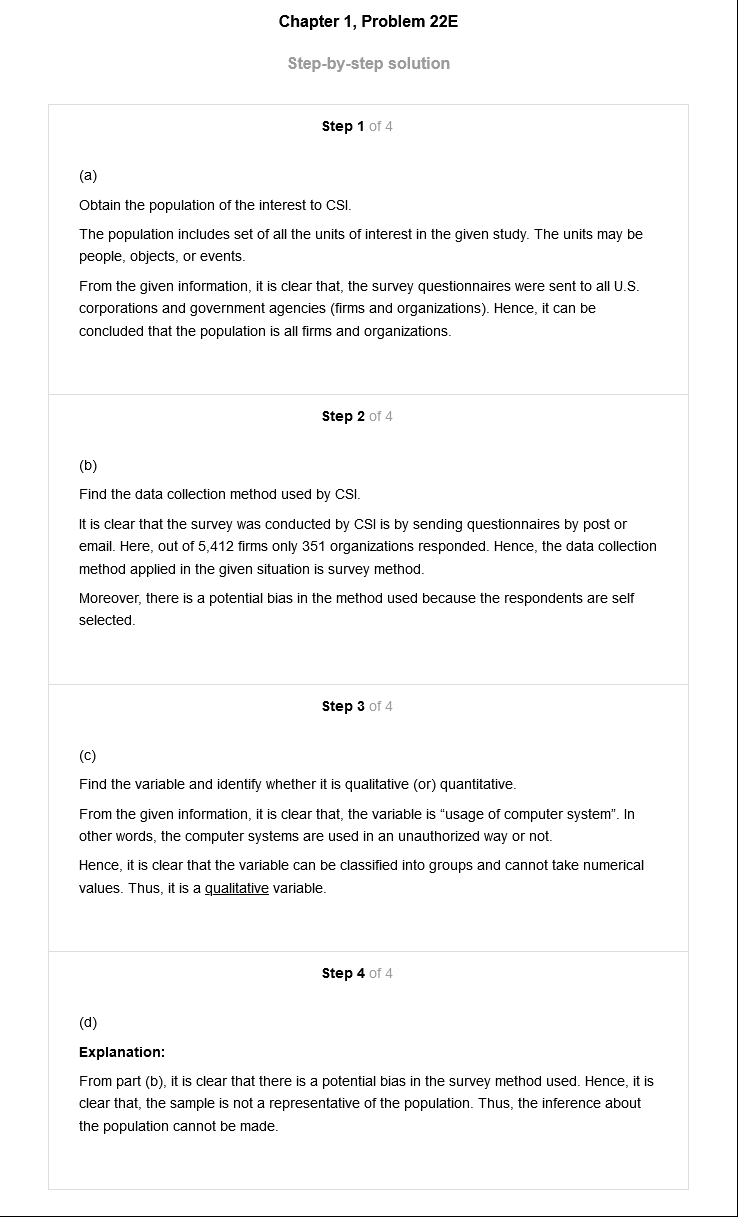 Chapter 1, Problem 22E
Step-by-step solution
Step 1 of 4
(a)
Obtain the population of the interest to CSI.
The population includes set of all the units of interest in the given study. The units may be
people, objects, or events.
From the given information, it is clear that, the survey questionnaires were sent to all U.S.
corporations and government agencies (firms and organizations). Hence, it can be
concluded that the population is all firms and organizations.
Step 2 of 4
(b)
Find the data collection method used by CSI.
It is clear that the survey was conducted by CSI is by sending questionnaires by post or
email. Here, out of 5,412 firms only 351 organizations responded. Hence, the data collection
method applied in the given situation is survey method.
Moreover, there is a potential bias in the method used because the respondents are self
selected.
Step 3 of 4
(c)
Find the variable and identify whether it is qualitative (or) quantitative.
From the given information, it is clear that, the variable is “usage of computer system”. In
other words, the computer systems are used in an unauthorized way or not.
Hence, it is clear that the variable can be classified into groups and cannot take numerical
values. Thus, it is a qualitative variable.
Step 4 of 4
(d)
Explanation:
From part (b), it is clear that there is a potential bias in the survey method used. Hence, it is
clear that, the sample is not a representative of the population. Thus, the inference about
the population cannot be made.